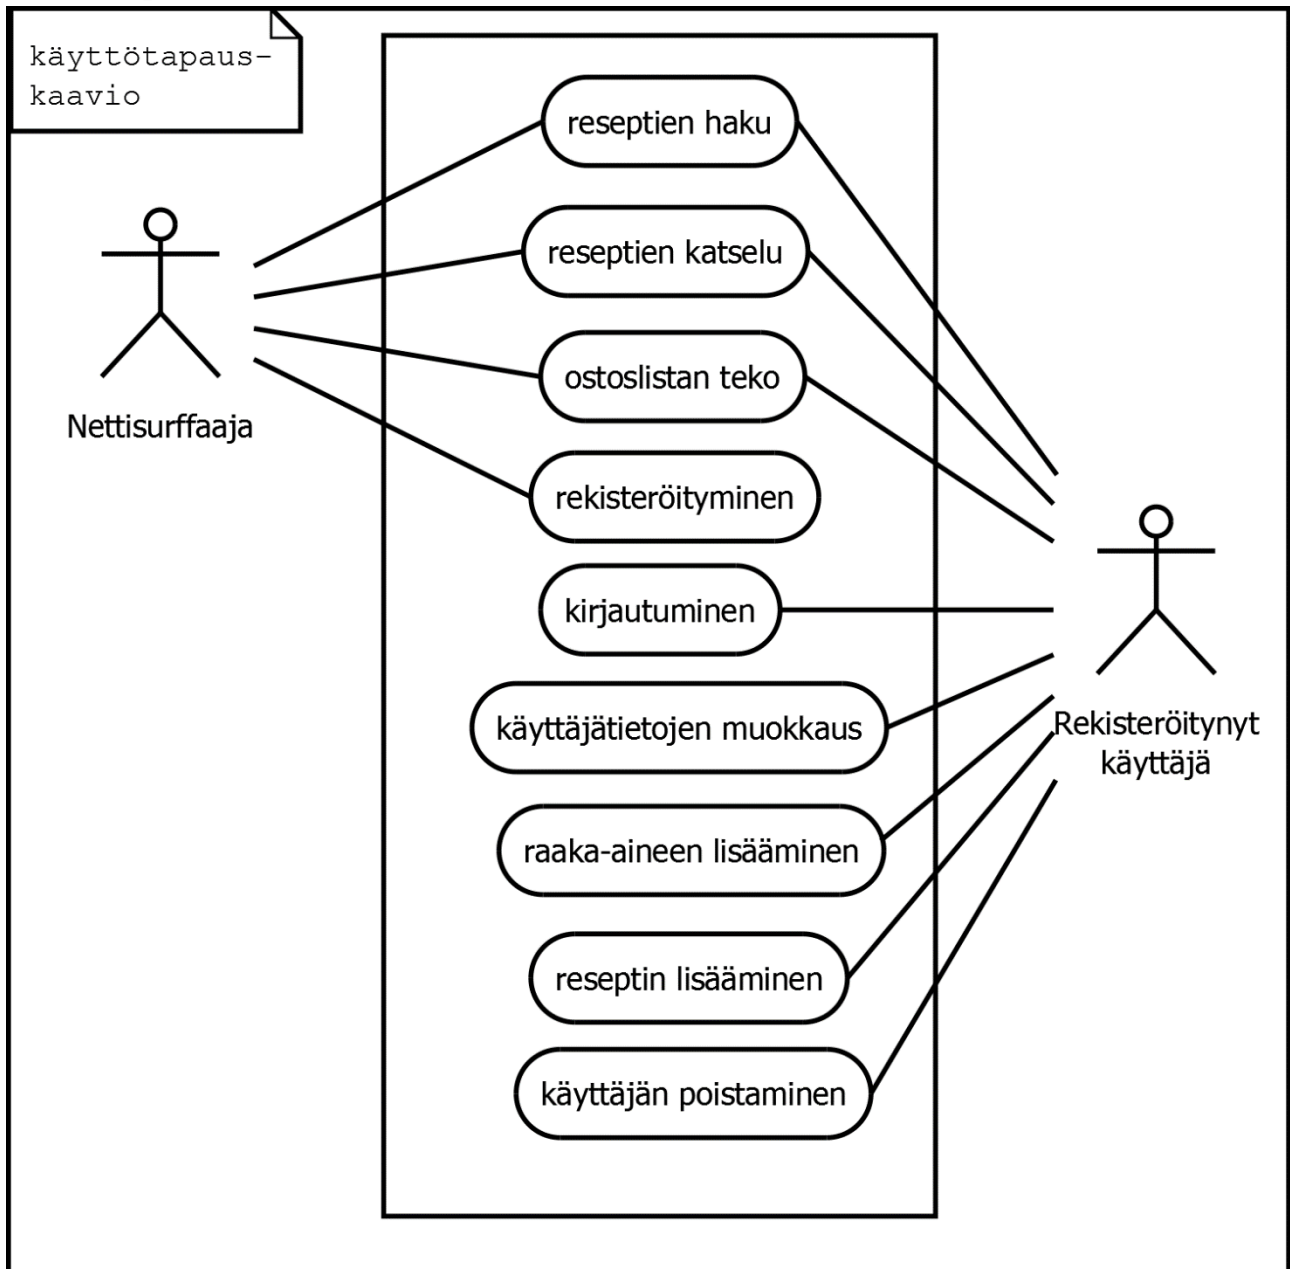 käyttötapaus-
kaavio
reseptien haku
reseptien katselu
ostoslistan teko
Nettisurffaaja
rekisteröityminen
kirjautuminen
käyttäjätietojen muokkaus
Rekisteröitynyt
käyttäjä
raaka-aineen lisääminen
reseptin lisääminen
käyttäjän poistaminen